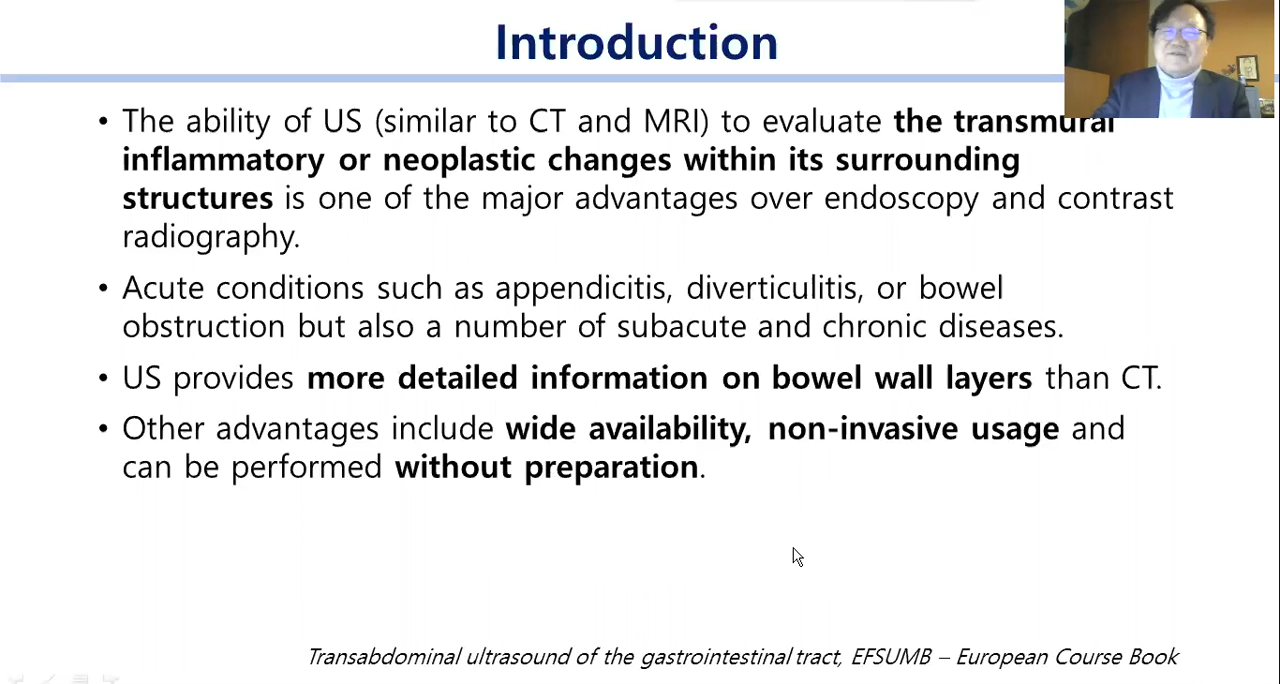 Introduction
• The ability of US (similar to CT and MRI) to evaluate the transmural
inflammatory or neoplastic changes within its surrounding
structures is one of the major advantages over endoscopy and contrast
radiography.
• Acute conditions such as appendicitis, diverticulitis, or bowel
obstruction but also a number of subacute and chronic diseases.
• US provides more detailed information on bowel wall layers than CT.
• Other advantages include wide availability, non-invasive usage and
can be performed without preparation.
Transabdominal ultrasound of the gastrointestinal tract, EFSUMB – European Course Book